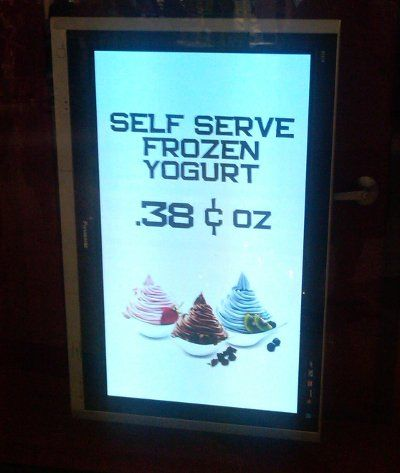 SELF SERVE
FROZEN
YOGURT
.38 ¢ oz